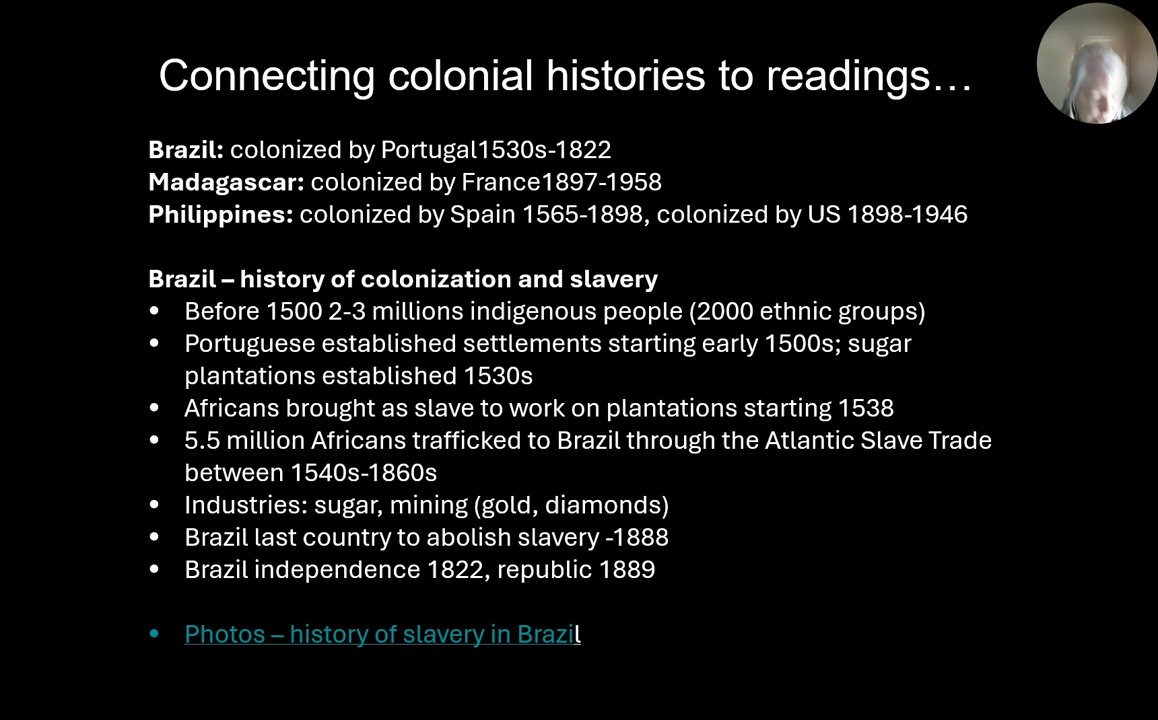 Connecting colonial histories to readings…
Brazil: colonized by Portugal1530s-1822
Madagascar: colonized by France1897-1958
Philippines: colonized by Spain 1565-1898, colonized by US 1898-1946
Brazil – history of colonization and slavery
• Before 1500 2-3 millions indigenous people (2000 ethnic groups)
• Portuguese established settlements starting early 1500s; sugar
plantations established 1530s
• Africans brought as slave to work on plantations starting 1538
• 5.5 million Africans trafficked to Brazil through the Atlantic Slave Trade
between 1540s-1860s
• Industries: sugar, mining (gold, diamonds)
• Brazil last country to abolish slavery -1888
• Brazil independence 1822, republic 1889
• Photos – history of slavery in Brazil